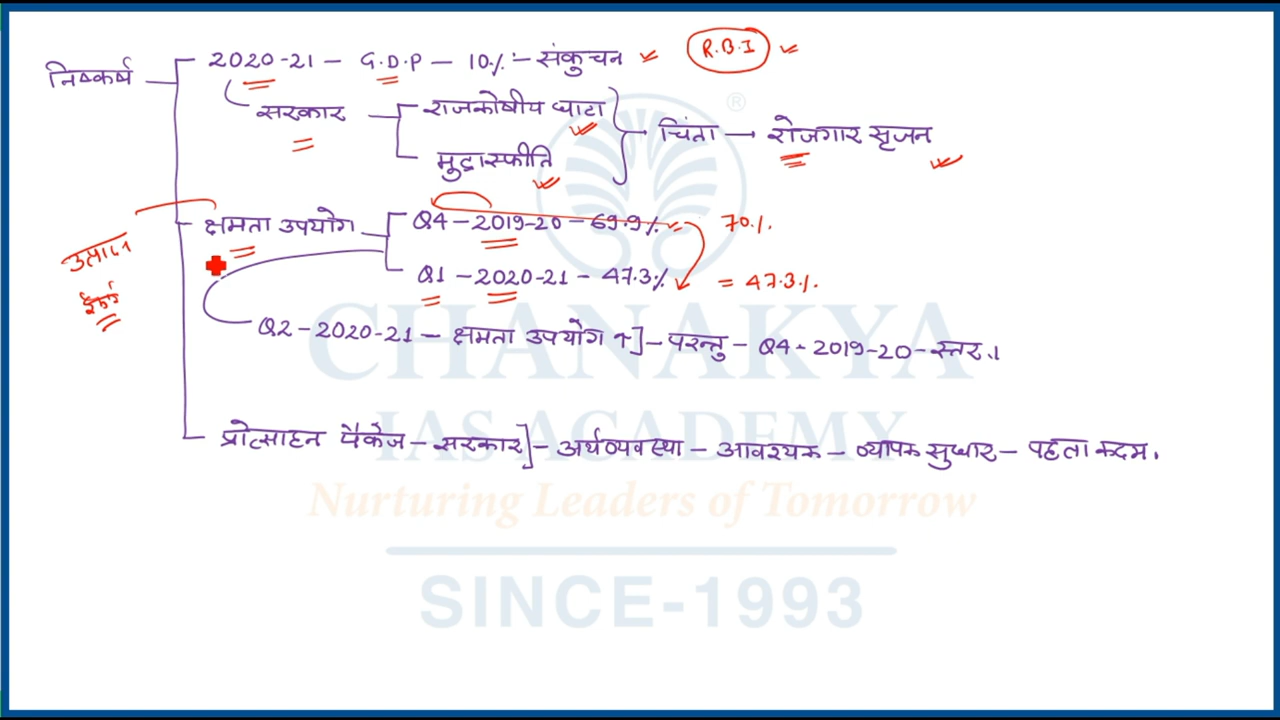 निष्कर्ष
2020-21 - G.D.P - 10% - संकुचन
R.B.I
सरकार
राजकोषीय घाटा
मुद्रास्फीति
चिंता → रोजगार सृजन
क्षमता उपयोग
Q4 - 2019-20 - 69.9%
70%
उत्पादन
Q1 - 2020-21 - 47.3%
= 47.3%
Q2 - 2020-21 - क्षमता उपयोग ↑] - परन्तु - Q4 - 2019-20 - स्तर ।
प्रोत्साहन पैकेज - सरकार] - अर्थव्यवस्था - आवश्यक - व्यापक सुधार - पहला कदम .
CHANAKYA
IAS ACADEMY
Nurturing Leaders of Tomorrow
SINCE-1993
®